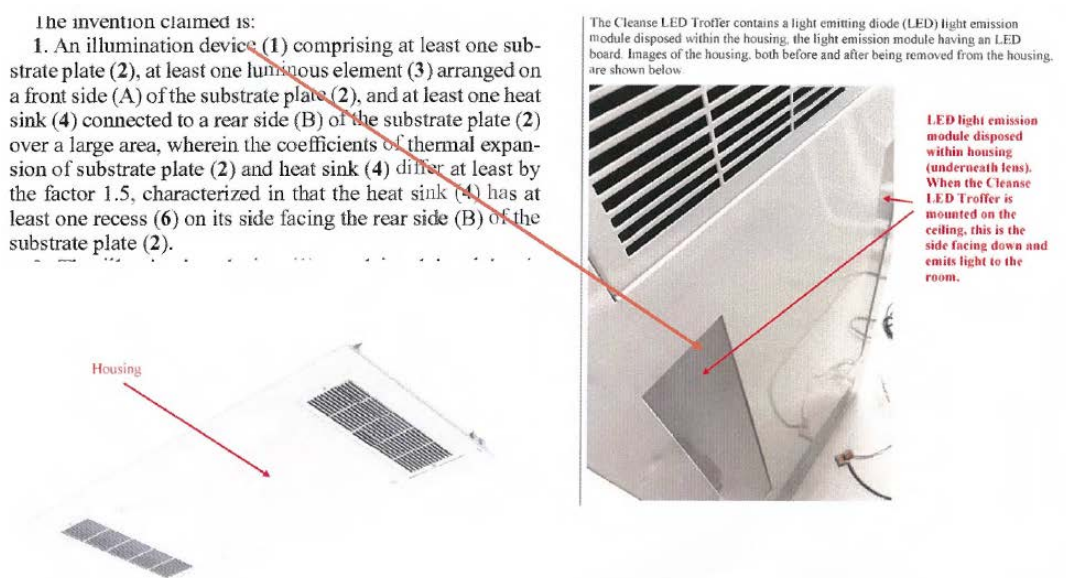 The invention claimed is:
1. An illumination device (1) comprising at least one sub-
strate plate (2), at least one luminous element (3) arranged on
a front side (A) of the substrate plate (2), and at least one heat
sink (4) connected to a rear side (B) of the substrate plate (2)
over a large area, wherein the coefficients of thermal expan-
sion of substrate plate (2) and heat sink (4) differ at least by
the factor 1.5, characterized in that the heat sink (4) has at
least one recess (6) on its side facing the rear side (B) of the
substrate plate (2).
Housing
The Cleanse LED Troffer contains a light emitting diode (LED) light emission
module disposed within the housing, the light emission module having an LED
board. Images of the housing, both before and after being removed from the housing,
are shown below
LED light emission
module disposed
within housing
(underneath lens).
When the Cleanse
LED Troffer is
mounted on the
ceiling, this is the
side facing down and
emits light to the
room.